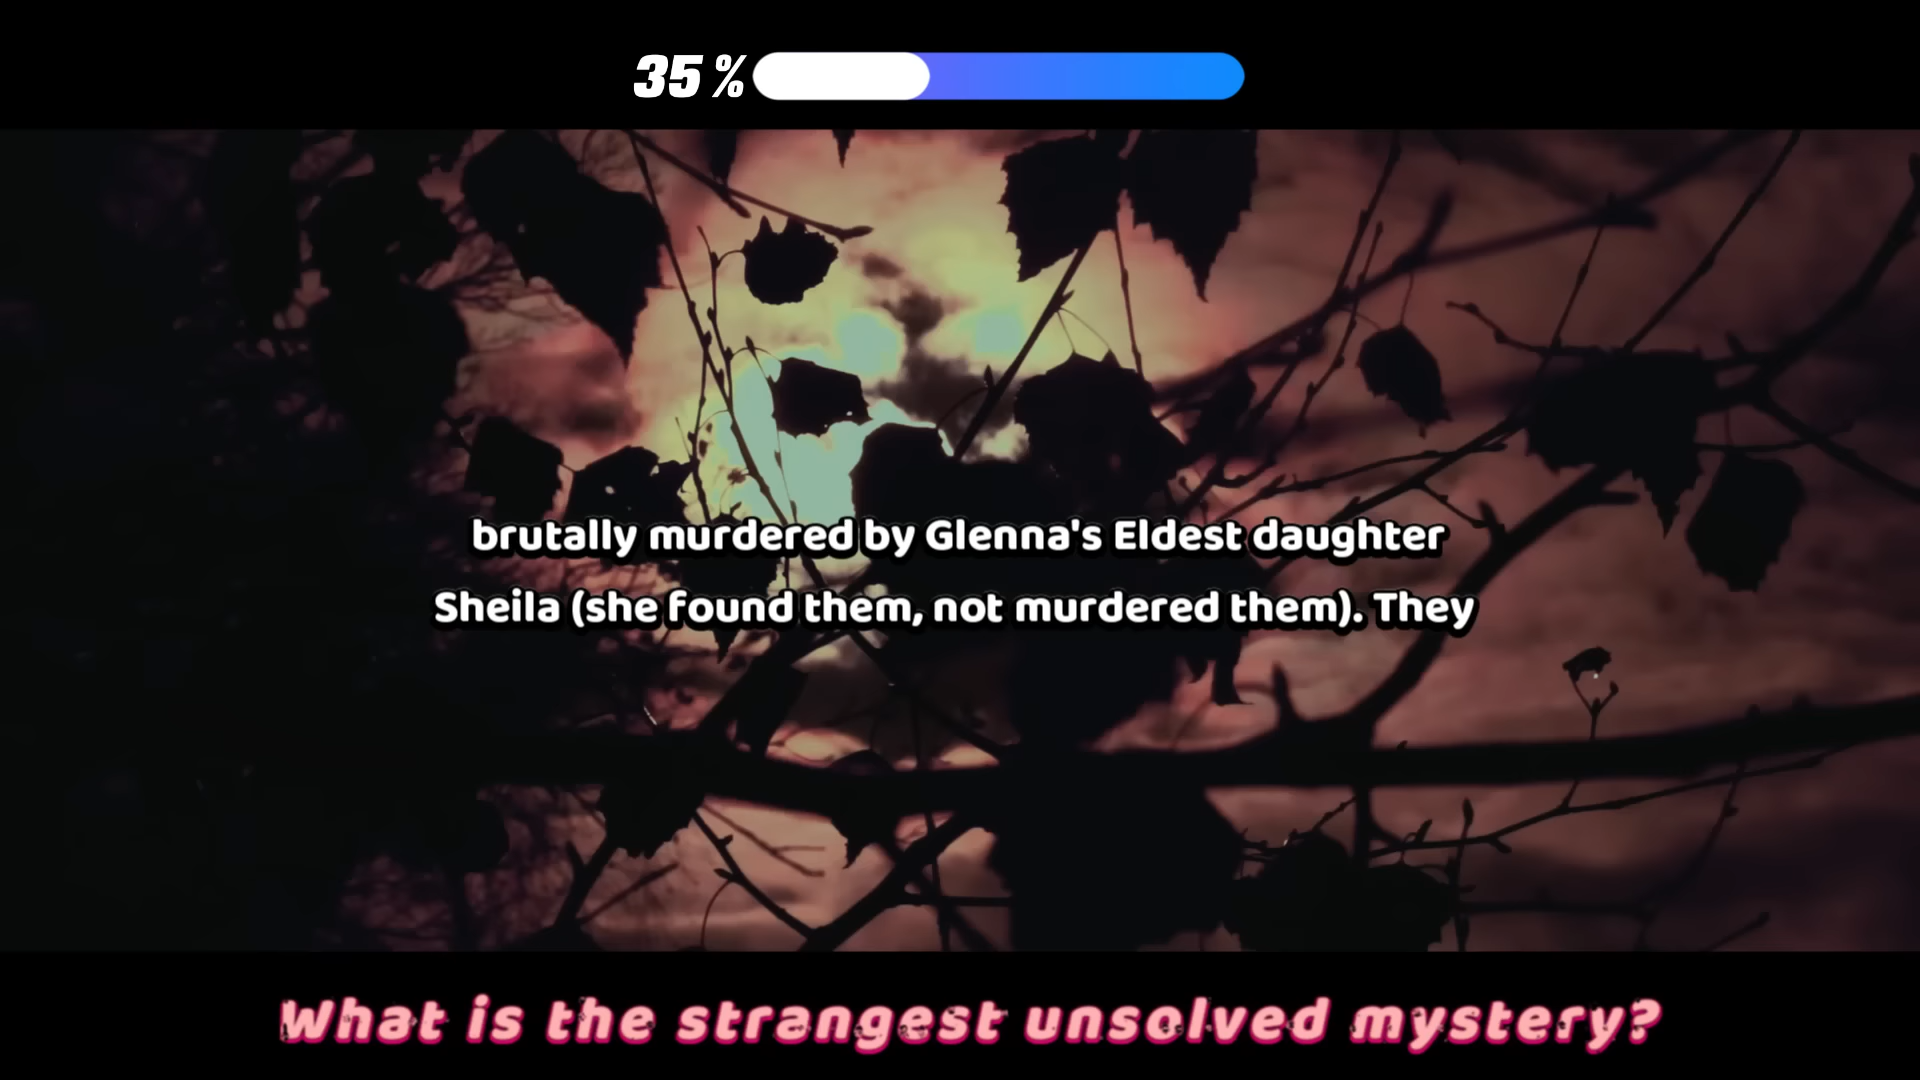 35 %
brutally murdered by Glenna's Eldest daughter
Sheila (she found them, not murdered them). They
What is the strangest unsolved mystery?